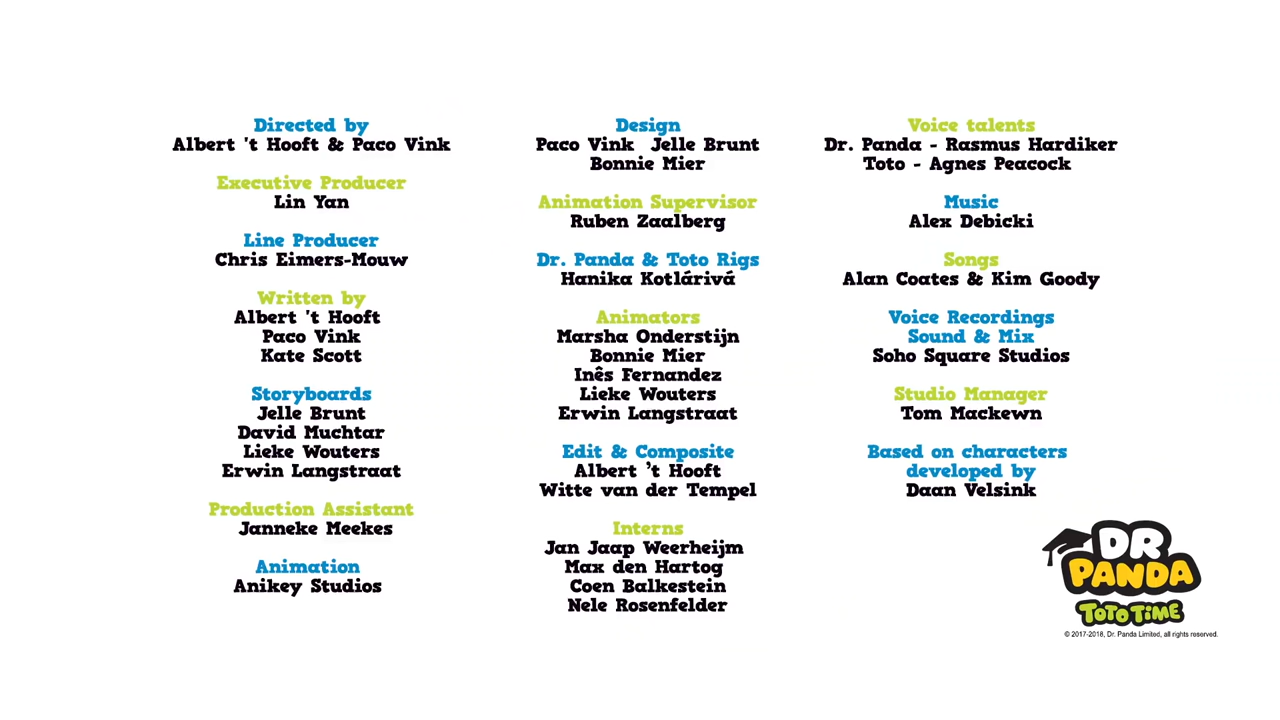 Directed by
Albert 't Hooft & Paco Vink
Executive Producer
Lin Yan
Line Producer
Chris Eimers-Mouw
Written by
Albert 't Hooft
Paco Vink
Kate Scott
Storyboards
Jelle Brunt
David Muchtar
Lieke Wouters
Erwin Langstraat
Production Assistant
Janneke Meekes
Animation
Anikey Studios
Design
Paco Vink Jelle Brunt
Bonnie Mier
Animation Supervisor
Ruben Zaalberg
Dr. Panda & Toto Rigs
Hanika Kotlárivá
Animators
Marsha Onderstijn
Bonnie Mier
Inês Fernandez
Lieke Wouters
Erwin Langstraat
Edit & Composite
Albert 't Hooft
Witte van der Tempel
Interns
Jan Jaap Weerheijm
Max den Hartog
Coen Balkestein
Nele Rosenfelder
Voice talents
Dr. Panda - Rasmus Hardiker
Toto - Agnes Peacock
Music
Alex Debicki
Songs
Alan Coates & Kim Goody
Voice Recordings
Sound & Mix
Soho Square Studios
Studio Manager
Tom Mackewn
Based on characters
developed by
Daan Velsink
DR
PANDA
TOTO TIME
© 2017-2018, Dr. Panda Limited, all rights reserved.